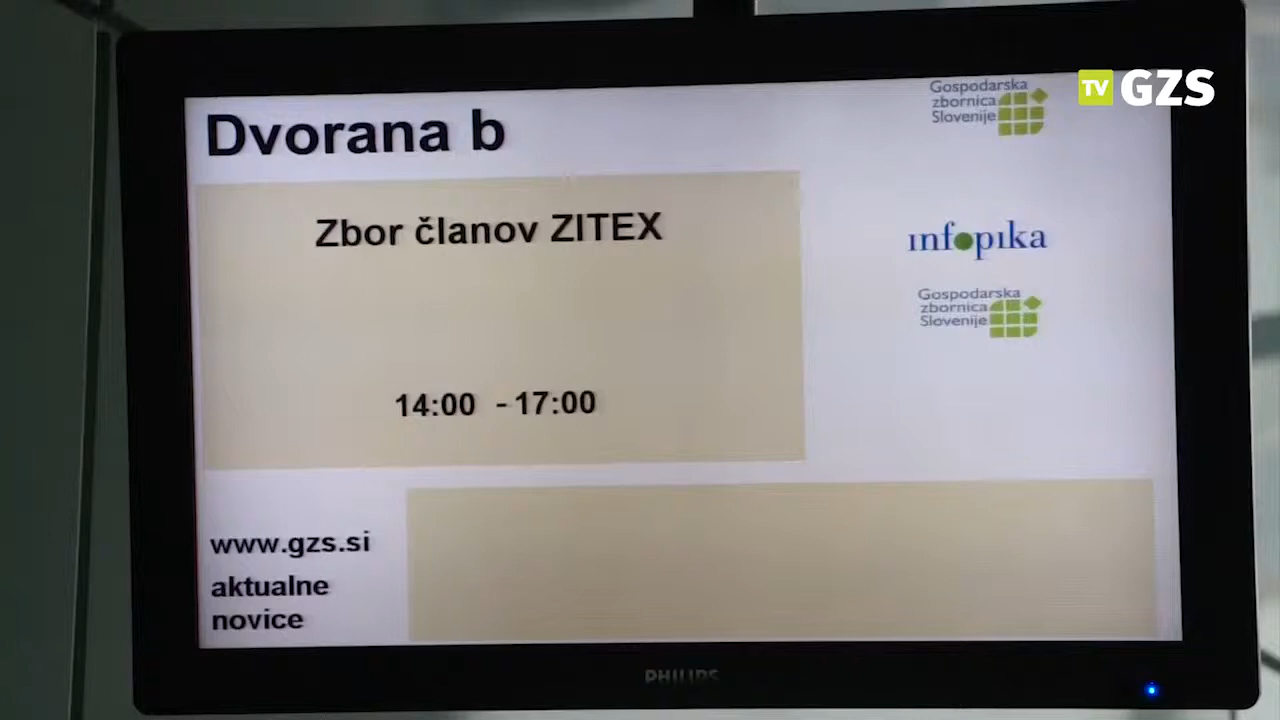 TV GZS
Dvorana b
Gospodarska
zbornica
Slovenije
Zbor članov ZITEX
14:00 - 17:00
infopika
Gospodarska
zbornica
Slovenije
www.gzs.si
aktualne
novice
PHILIPS